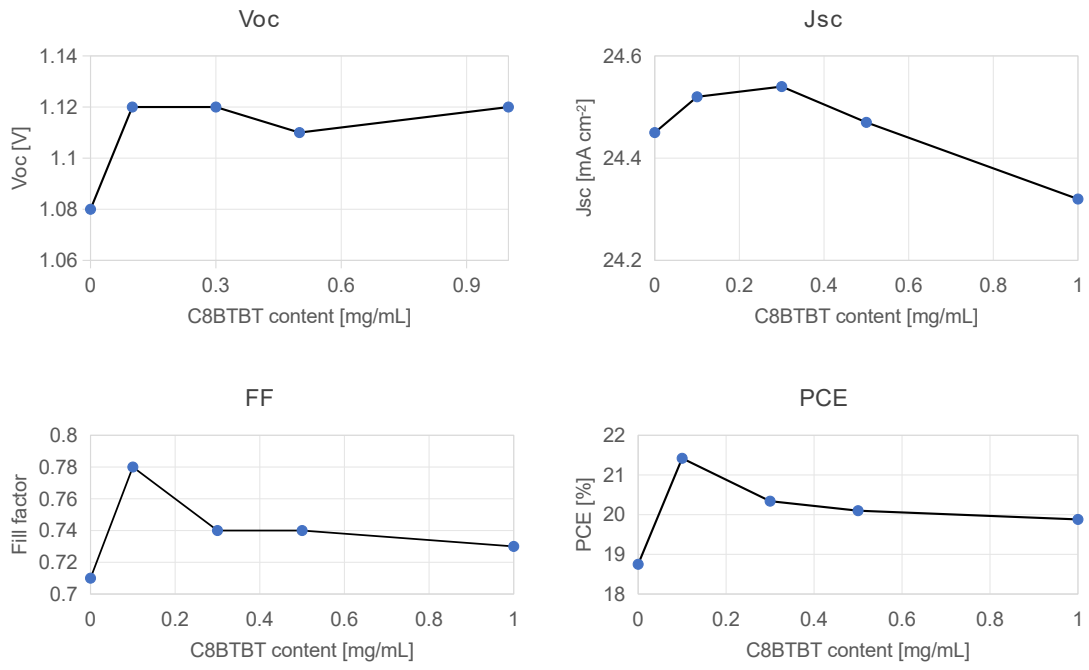 Voc
1.14
1.12
1.1
1.08
1.06
Voc [V]
0 0.3 0.6 0.9
C8BTBT content [mg/mL]
Jsc
24.6
24.4
24.2
Jsc [mA cm-2]
0 0.2 0.4 0.6 0.8 1
C8BTBT content [mg/mL]
FF
0.8
0.78
0.76
0.74
0.72
0.7
Fill factor
0 0.2 0.4 0.6 0.8 1
C8BTBT content [mg/mL]
PCE
22
21
20
19
18
PCE [%]
0 0.2 0.4 0.6 0.8 1
C8BTBT content [mg/mL]